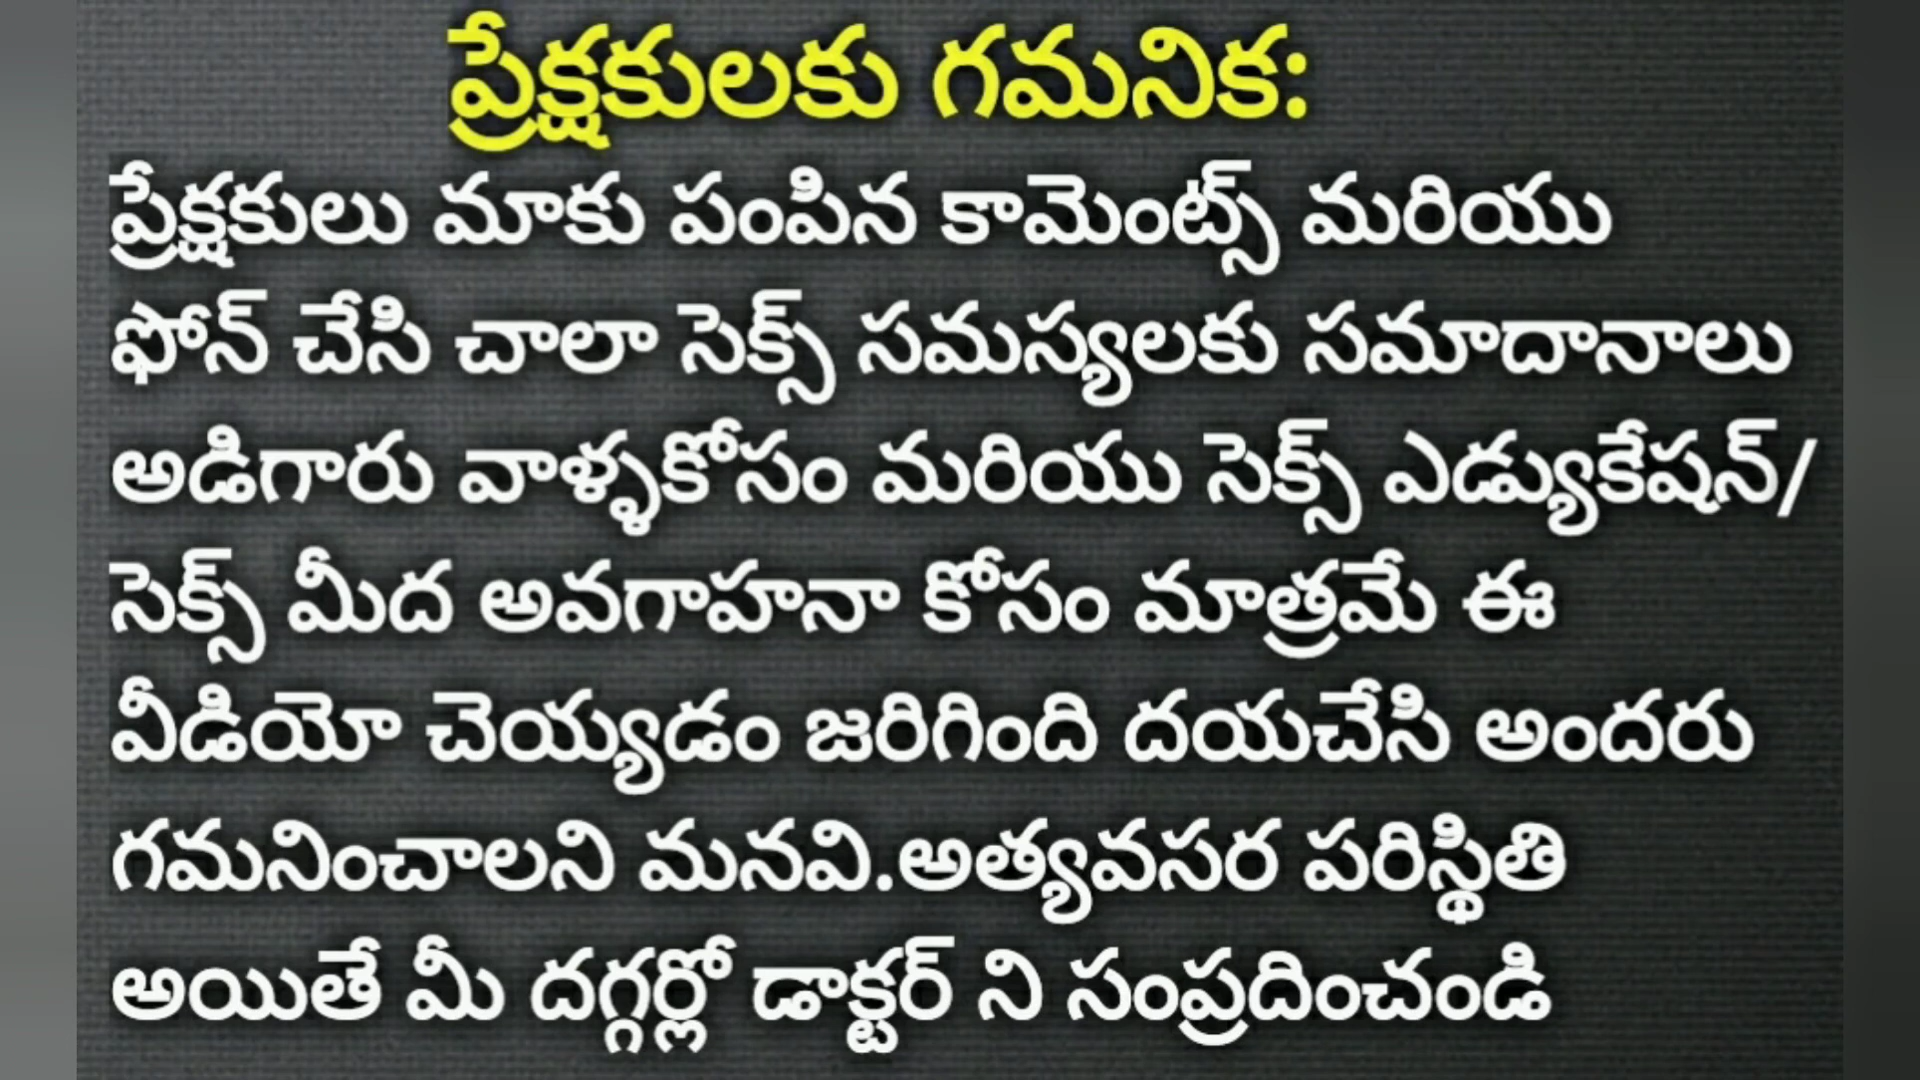 ప్రేక్షకులకు గమనిక:
ప్రేక్షకులు మాకు పంపిన కామెంట్స్ మరియు
ఫోన్ చేసి చాలా సెక్స్ సమస్యలకు సమాదానాలు
అడిగారు వాళ్ళకోసం మరియు సెక్స్ ఎడ్యుకేషన్/
సెక్స్ మీద అవగాహనా కోసం మాత్రమే ఈ
వీడియో చెయ్యడం జరిగింది దయచేసి అందరు
గమనించాలని మనవి.అత్యవసర పరిస్థితి
అయితే మీ దగ్గర్లో డాక్టర్ ని సంప్రదించండి